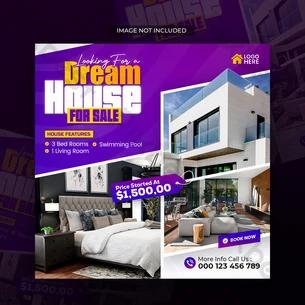 IMAGE NOT INCLUDED
Looking For a
Dream
House
FOR SALE
LOGO
HERE
HOUSE FEATURES
• 3 Bed Rooms • Swimming Pool
• 1 Living Room
Price Started At
$1,500,00
BOOK NOW
More Info Call Us :
000 123 456 789